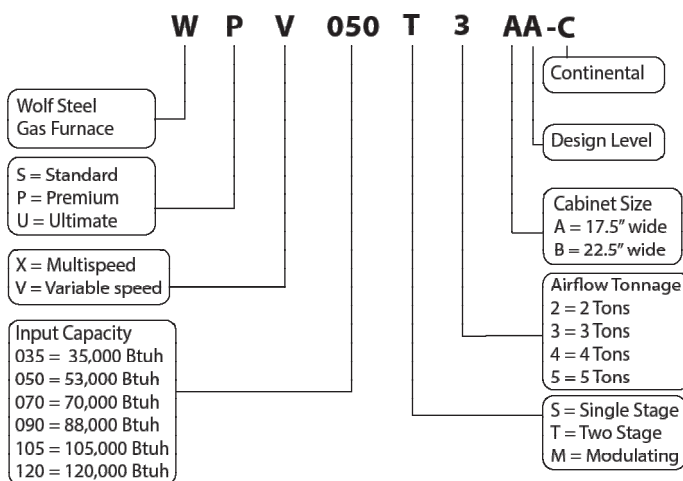 W P V 050 T 3 AA-C
Wolf Steel
Gas Furnace
S = Standard
P = Premium
U = Ultimate
X = Multispeed
V = Variable speed
Input Capacity
035 = 35,000 Btuh
050 = 53,000 Btuh
070 = 70,000 Btuh
090 = 88,000 Btuh
105 = 105,000 Btuh
120 = 120,000 Btuh
Continental
Design Level
Cabinet Size
A = 17.5” wide
B = 22.5” wide
Airflow Tonnage
2 = 2 Tons
3 = 3 Tons
4 = 4 Tons
5 = 5 Tons
S = Single Stage
T = Two Stage
M = Modulating